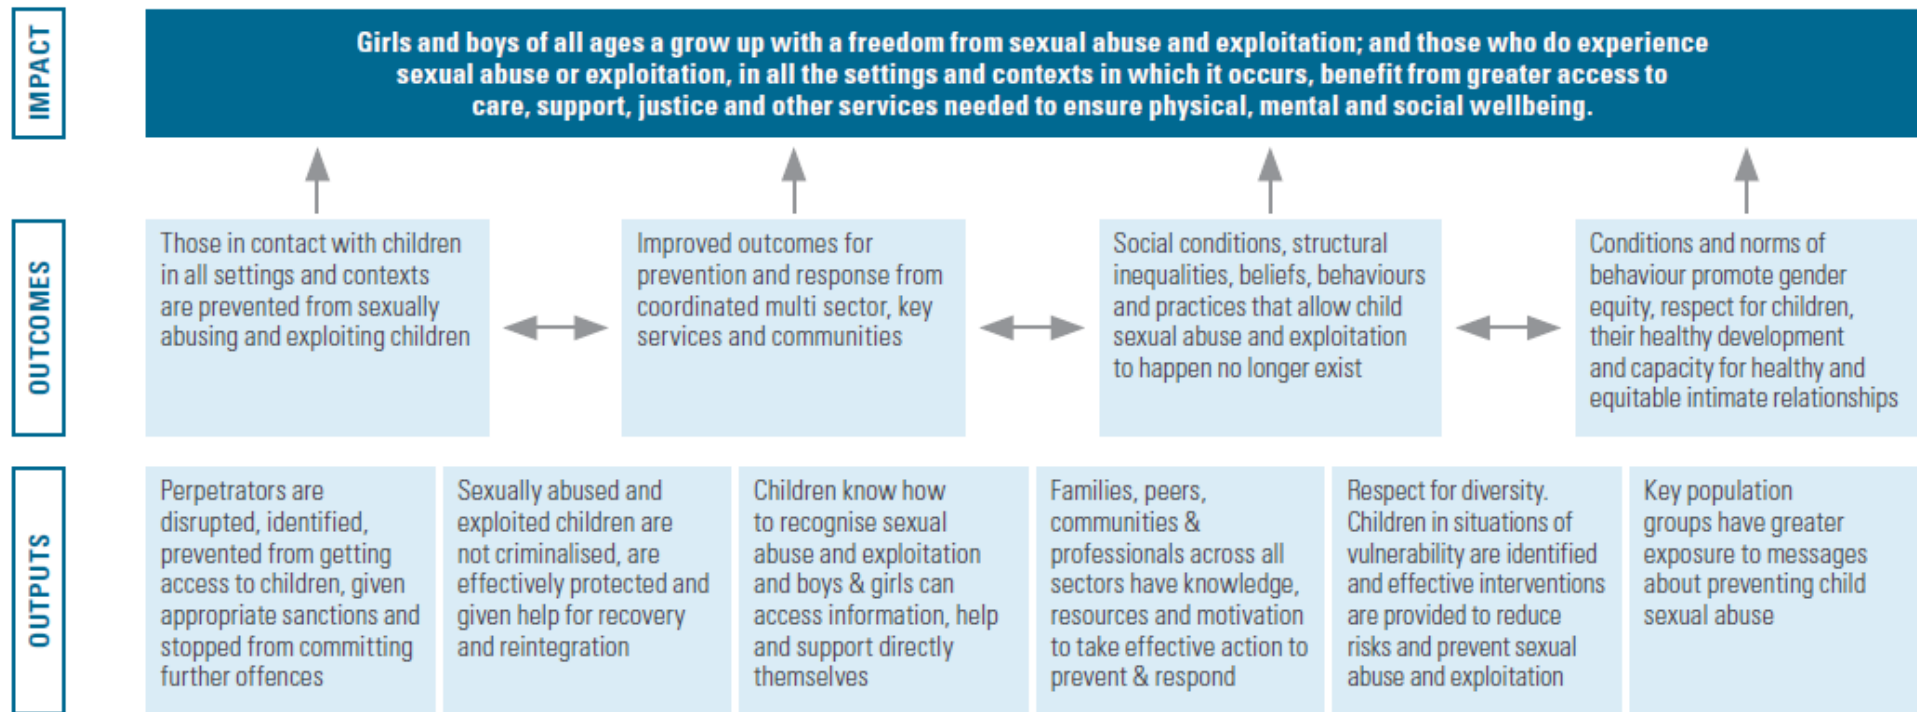 IMPACT
Girls and boys of all ages a grow up with a freedom from sexual abuse and exploitation; and those who do experience
sexual abuse or exploitation, in all the settings and contexts in which it occurs, benefit from greater access to
care, support, justice and other services needed to ensure physical, mental and social wellbeing.
OUTCOMES
Those in contact with children
in all settings and contexts
are prevented from sexually
abusing and exploiting children
Improved outcomes for
prevention and response from
coordinated multi sector, key
services and communities
Social conditions, structural
inequalities, beliefs, behaviours
and practices that allow child
sexual abuse and exploitation
to happen no longer exist
Conditions and norms of
behaviour promote gender
equity, respect for children,
their healthy development
and capacity for healthy and
equitable intimate relationships
OUTPUTS
Perpetrators are
disrupted, identified,
prevented from getting
access to children, given
appropriate sanctions and
stopped from committing
further offences
Sexually abused and
exploited children are
not criminalised, are
effectively protected and
given help for recovery
and reintegration
Children know how
to recognise sexual
abuse and exploitation
and boys & girls can
access information, help
and support directly
themselves
Families, peers,
communities &
professionals across all
sectors have knowledge,
resources and motivation
to take effective action to
prevent & respond
Respect for diversity.
Children in situations of
vulnerability are identified
and effective interventions
are provided to reduce
risks and prevent sexual
abuse and exploitation
Key population
groups have greater
exposure to messages
about preventing child
sexual abuse